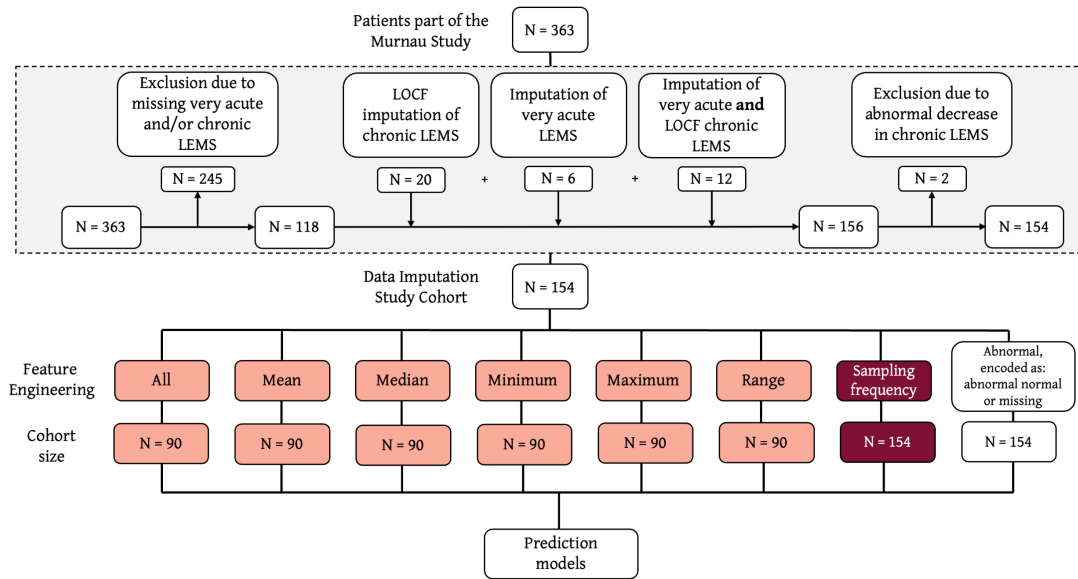 Patients part of the
Murnau Study
N = 363
Exclusion due to
missing very acute
and/or chronic
LEMS
LOCF
imputation of
chronic LEMS
Imputation of
very acute
LEMS
Imputation of
very acute and
LOCF chronic
LEMS
Exclusion due to
abnormal decrease
in chronic LEMS
N = 245
N = 20
+
N = 6
+
N = 12
N = 2
N = 363
N = 118
N = 156
N = 154
Data Imputation
Study Cohort
N = 154
Feature
Engineering
All
Mean
Median
Minimum
Maximum
Range
Sampling
frequency
Abnormal,
encoded as:
abnormal normal
or missing
Cohort
size
N = 90
N = 90
N = 90
N = 90
N = 90
N = 90
N = 154
N = 154
Prediction
models